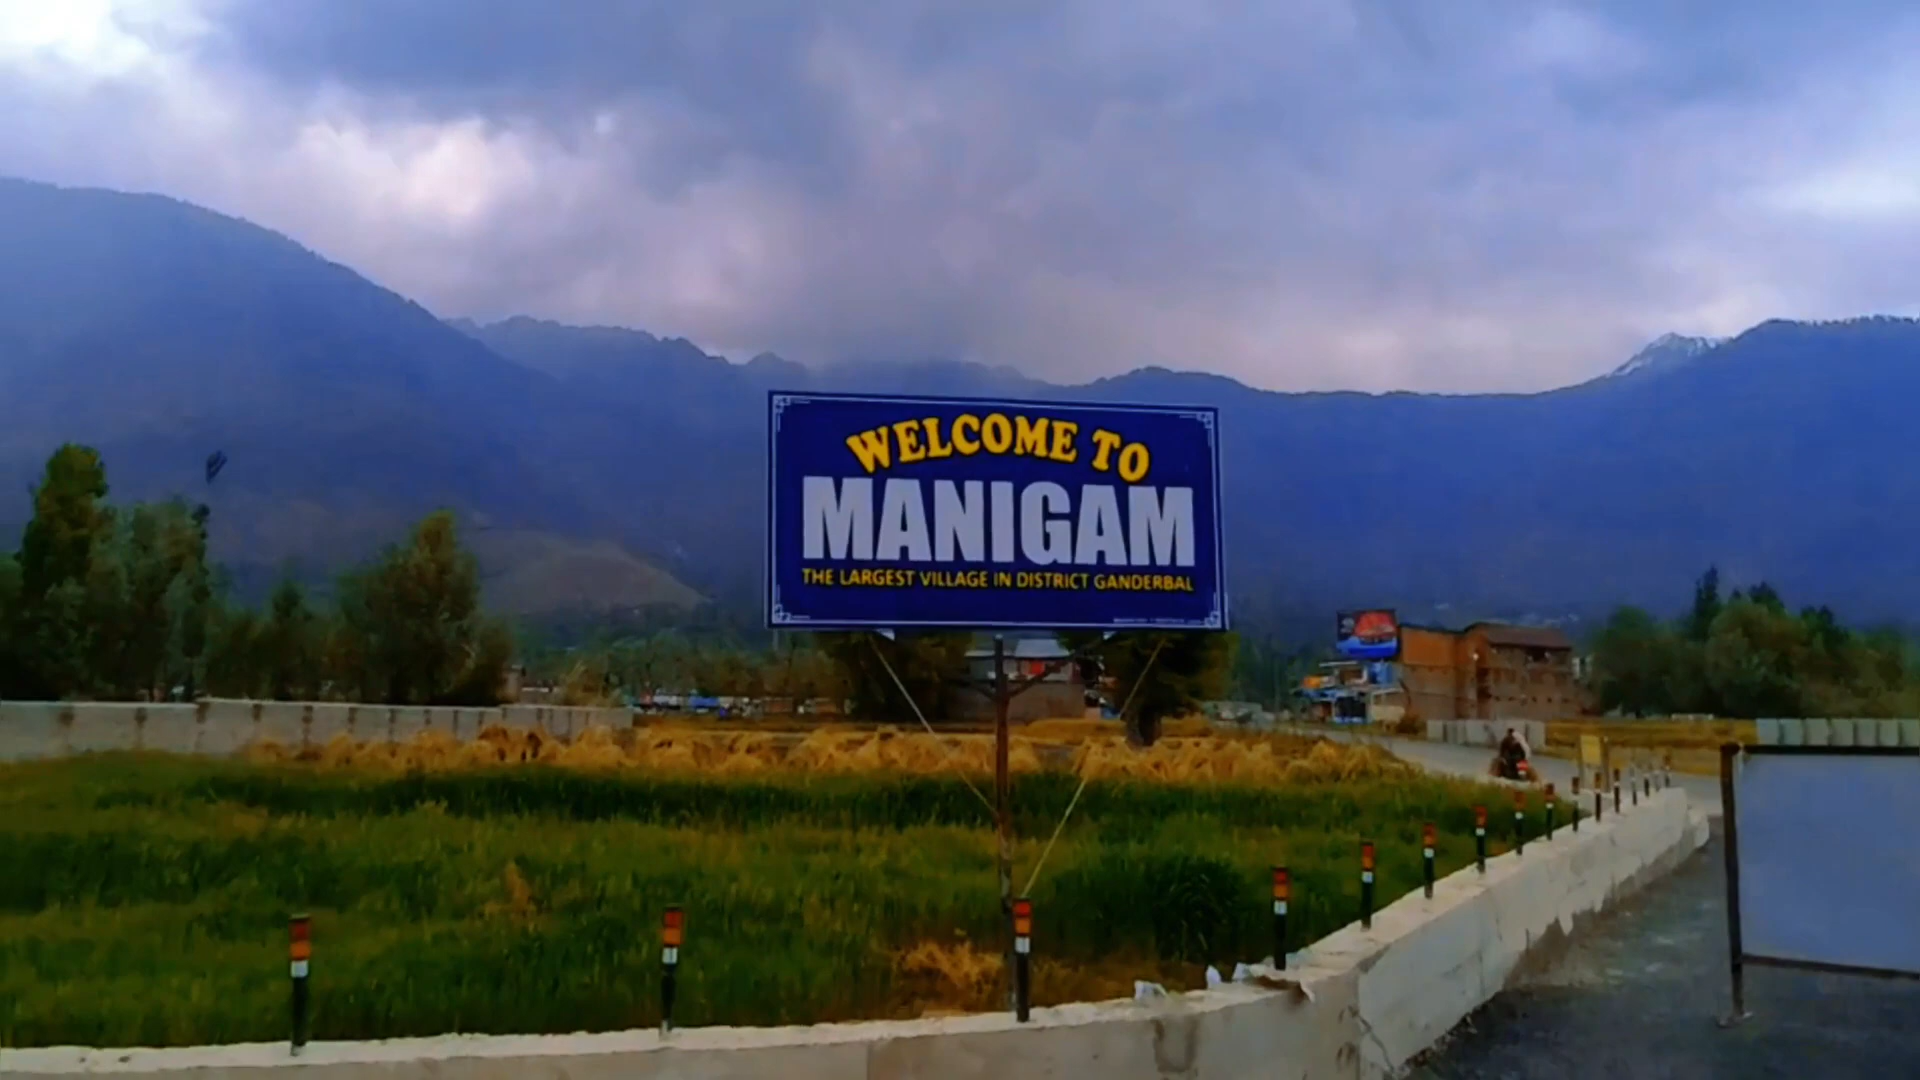 WELCOME TO
MANIGAM
THE LARGEST VILLAGE IN DISTRICT GANDERBAL